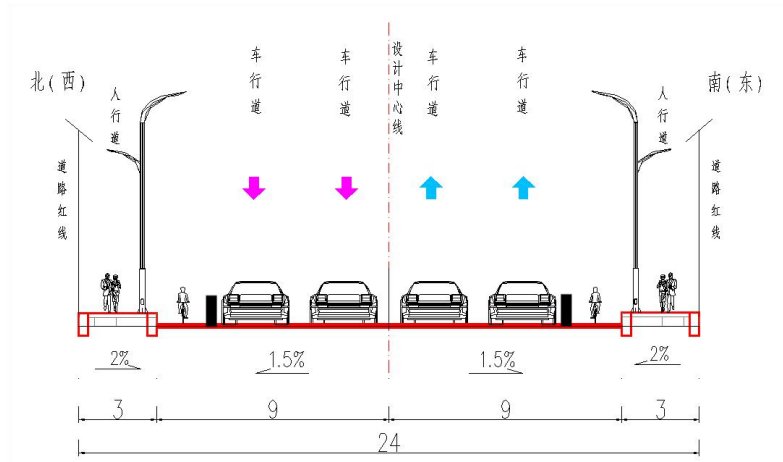 北(西)
人行道
车行道
车行道
设计中心线
车行道
车行道
人行道
南(东)
道路红线
道路红线
2%
1.5%
1.5%
2%
3
9
9
3
24